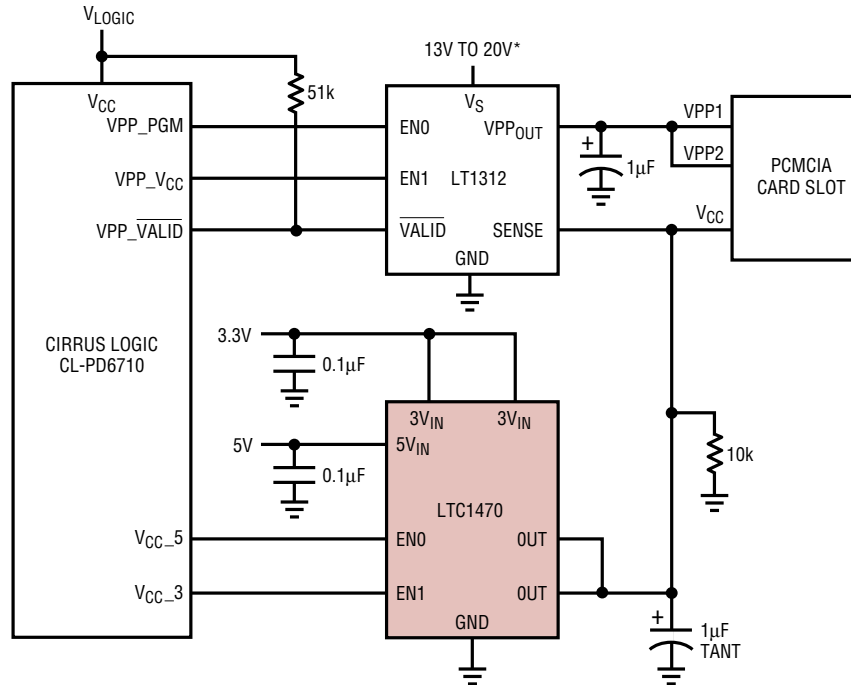 VLOGIC
VCC
VPP_PGM
VPP_VCC
VPP_VALID
CIRRUS LOGIC
CL-PD6710
VCC_5
VCC_3
51k
13V TO 20V*
VS
EN0
VPPOUT
EN1
LT1312
VALID
SENSE
GND
+
1µF
VPP1
VPP2
VCC
PCMCIA
CARD SLOT
3.3V
0.1µF
5V
0.1µF
3VIN
3VIN
5VIN
LTC1470
EN0
OUT
EN1
OUT
GND
10k
+
1µF
TANT